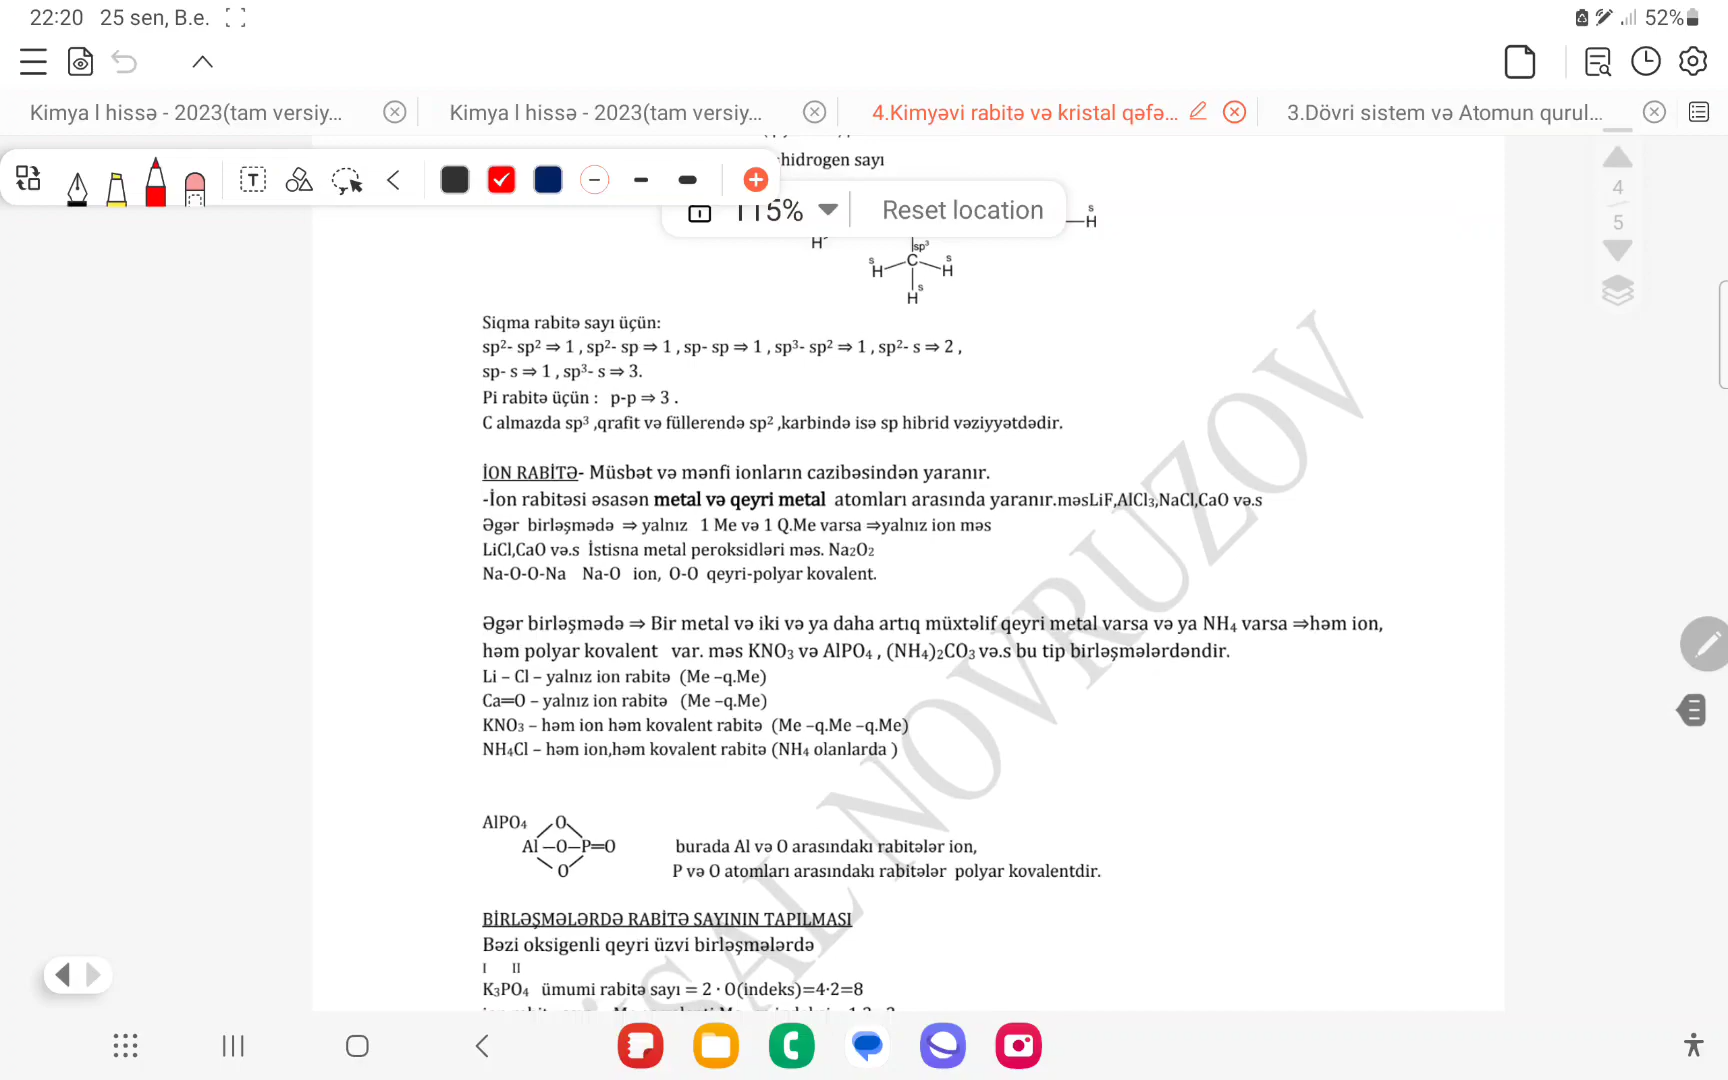 22:20 25 sen, B.e. 52%
Kimya I hissə - 2023(tam versiy... Kimya I hissə - 2023(tam versiy... 4.Kimyəvi rabitə və kristal qəfə... 3.Dövri sistem və Atomun qurul...
hidrogen sayı
4
5
115% Reset location
s
—H
H
sp³
s
H C s
H
s
H
Siqma rabitə sayı üçün:
sp²- sp² ⇒ 1 , sp²- sp ⇒ 1 , sp- sp ⇒ 1 , sp³- sp² ⇒ 1 , sp²- s ⇒ 2 ,
sp- s ⇒ 1 , sp³- s ⇒ 3.
Pi rabitə üçün : p-p ⇒ 3 .
C almazda sp³ ,qrafit və füllerendə sp² ,karbində isə sp hibrid vəziyyətdədir.
İON RABİTƏ- Müsbət və mənfi ionların cazibəsindən yaranır.
-İon rabitəsi əsasən metal və qeyri metal atomları arasında yaranır.məsLiF,AlCl₃,NaCl,CaO və.s
Əgər birləşmədə ⇒ yalnız 1 Me və 1 Q.Me varsa ⇒yalnız ion məs
LiCl,CaO və.s İstisna metal peroksidləri məs. Na₂O₂
Na-O-O-Na Na-O ion, O-O qeyri-polyar kovalent.
Əgər birləşmədə ⇒ Bir metal və iki və ya daha artıq müxtəlif qeyri metal varsa və ya NH₄ varsa ⇒həm ion,
həm polyar kovalent var. məs KNO₃ və AlPO₄ , (NH₄)₂CO₃ və.s bu tip birləşmələrdəndir.
Li – Cl – yalnız ion rabitə (Me –q.Me)
Ca═O – yalnız ion rabitə (Me –q.Me)
KNO₃ – həm ion həm kovalent rabitə (Me –q.Me –q.Me)
NH₄Cl – həm ion,həm kovalent rabitə (NH₄ olanlarda )
AlPO₄ O
Al –O–P═O burada Al və O arasındakı rabitələr ion,
O P və O atomları arasındakı rabitələr polyar kovalentdir.
BİRLƏŞMƏLƏRDƏ RABİTƏ SAYININ TAPILMASI
Bəzi oksigenli qeyri üzvi birləşmələrdə
I II
K₃PO₄ ümumi rabitə sayı = 2 · O(indeks)=4·2=8
NOVRUZOV